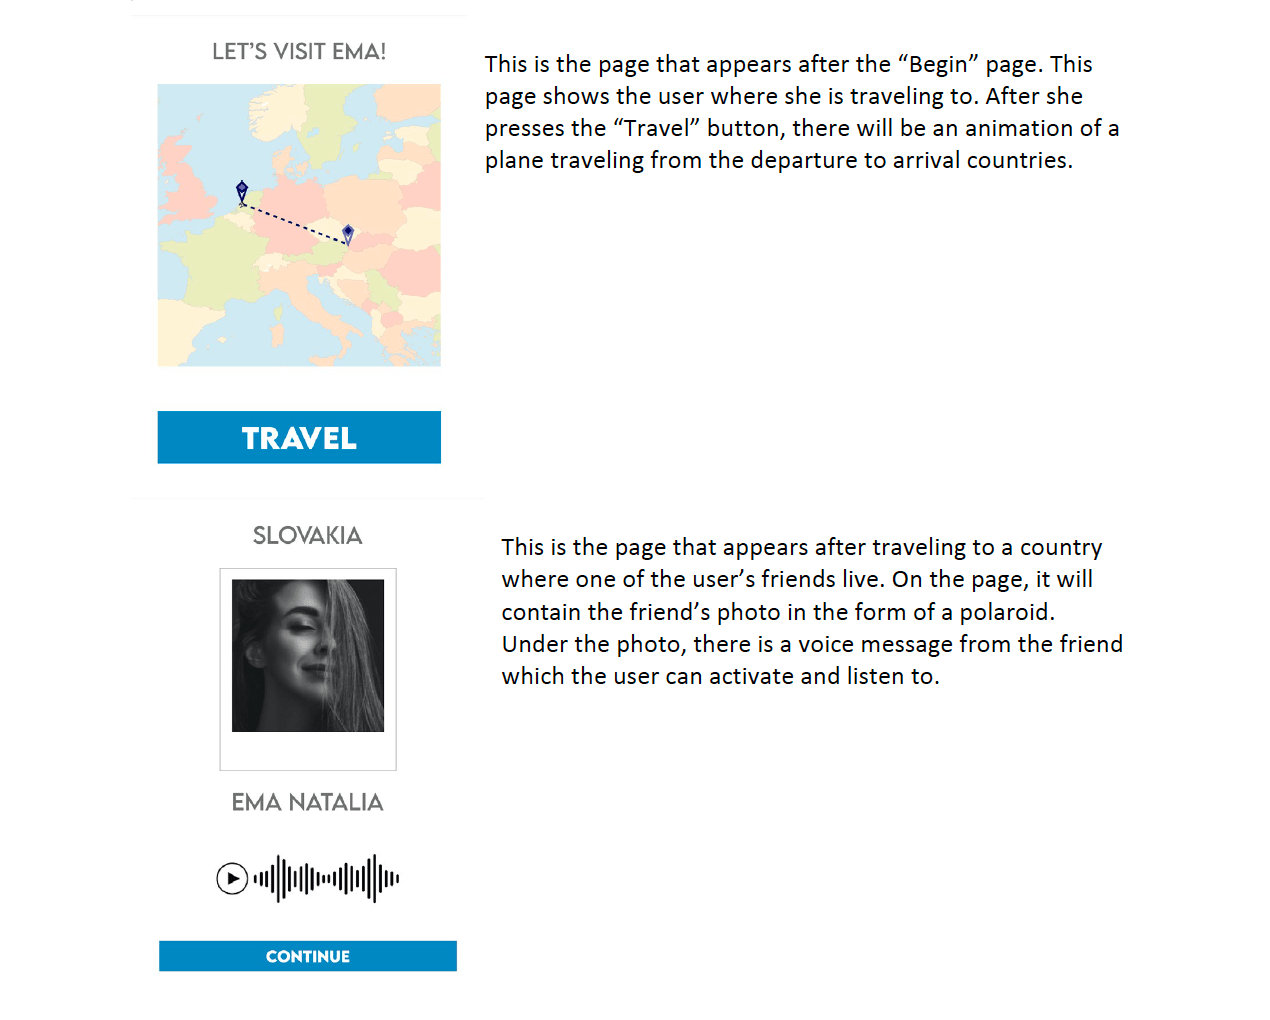 LET'S VISIT EMA!
This is the page that appears after the “Begin” page. This
page shows the user where she is traveling to. After she
presses the “Travel” button, there will be an animation of a
plane traveling from the departure to arrival countries.
TRAVEL
SLOVAKIA
This is the page that appears after traveling to a country
where one of the user’s friends live. On the page, it will
contain the friend’s photo in the form of a polaroid.
Under the photo, there is a voice message from the friend
which the user can activate and listen to.
EMA NATALIA
CONTINUE